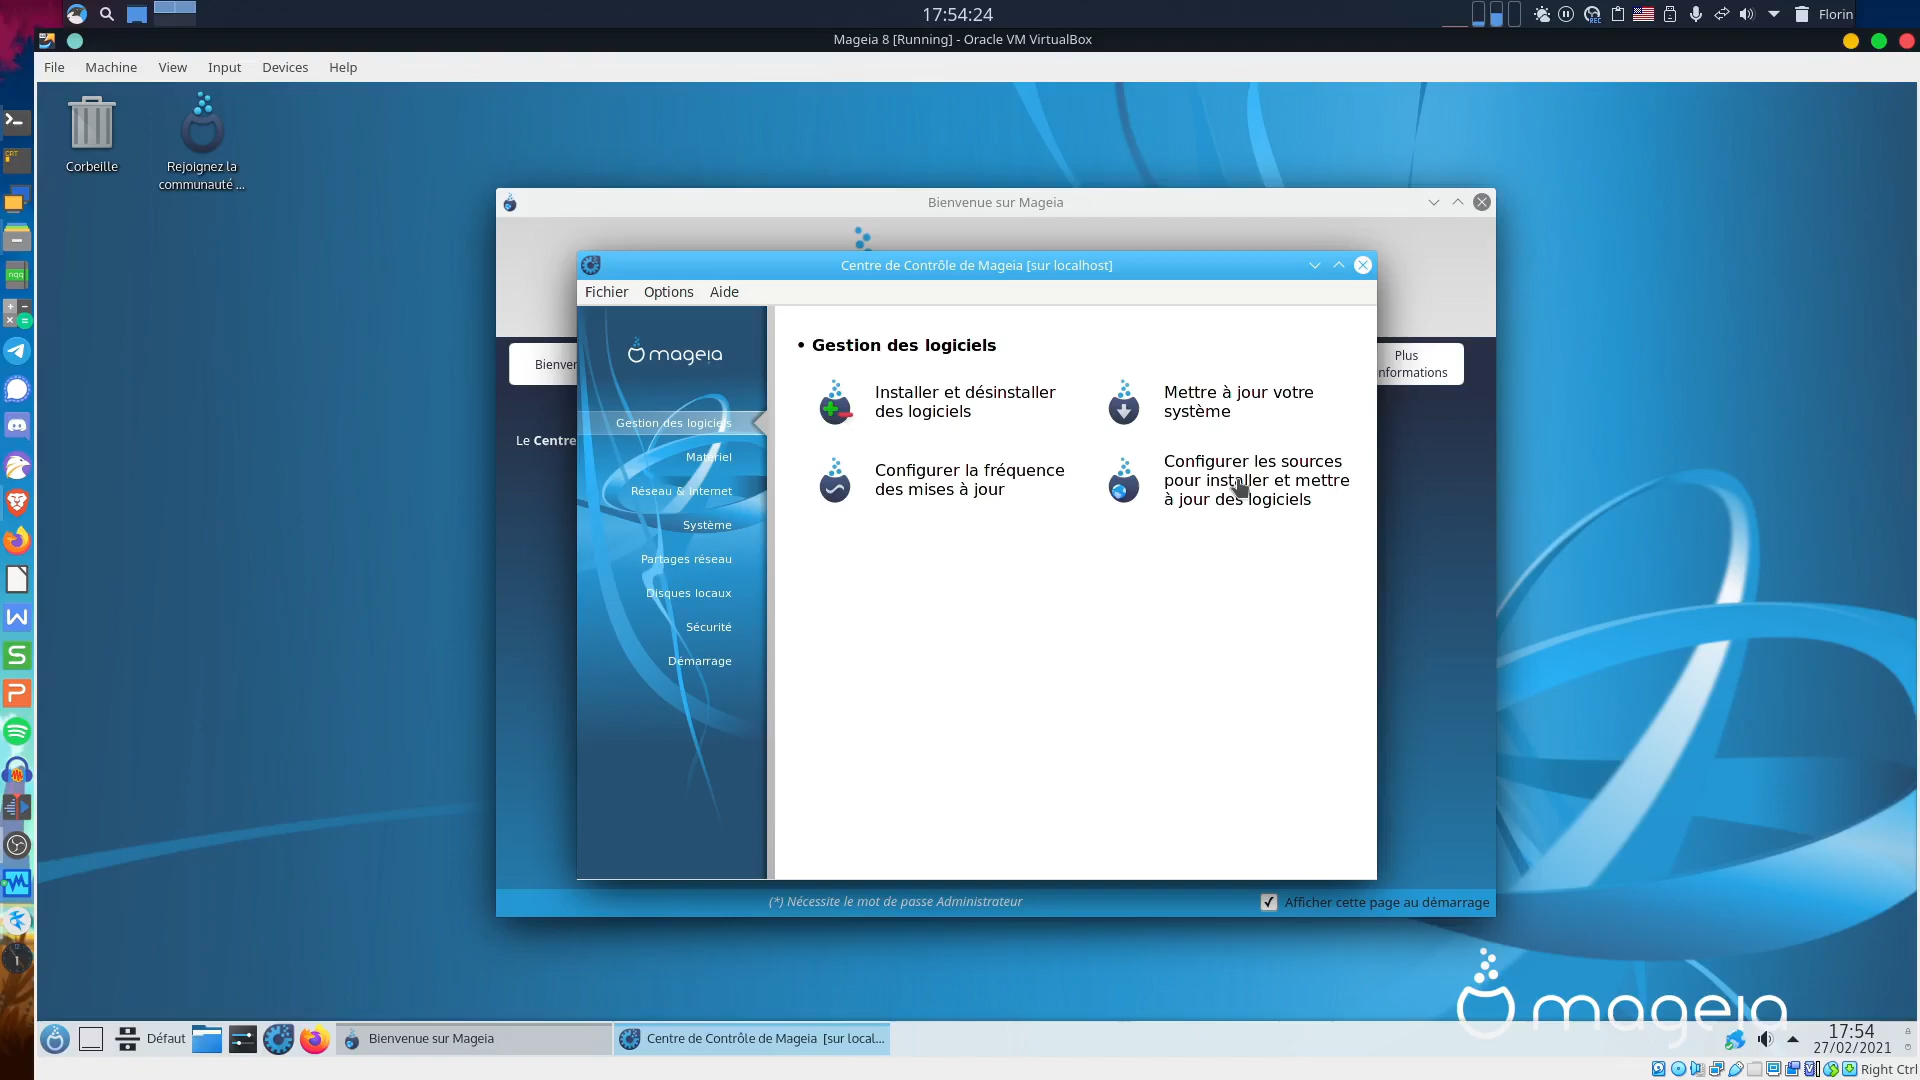 17:54:24
Florin
Mageia 8 [Running] - Oracle VM VirtualBox
File Machine View Input Devices Help
Corbeille
Rejoignez la
communauté ...
Bienvenue sur Mageia
Centre de Contrôle de Mageia [sur localhost]
Fichier Options Aide
mageia
Gestion des logiciels
Matériel
Réseau & Internet
Système
Partages réseau
Disques locaux
Sécurité
Démarrage
• Gestion des logiciels
Installer et désinstaller
des logiciels
Mettre à jour votre
système
Configurer la fréquence
des mises à jour
Configurer les sources
pour installer et mettre
à jour des logiciels
Bienven
Plus
nformations
Le Centre
(*) Nécessite le mot de passe Administrateur
Afficher cette page au démarrage
mageia
Défaut
Bienvenue sur Mageia
Centre de Contrôle de Mageia [sur local...
17:54
27/02/2021
Right Ctrl